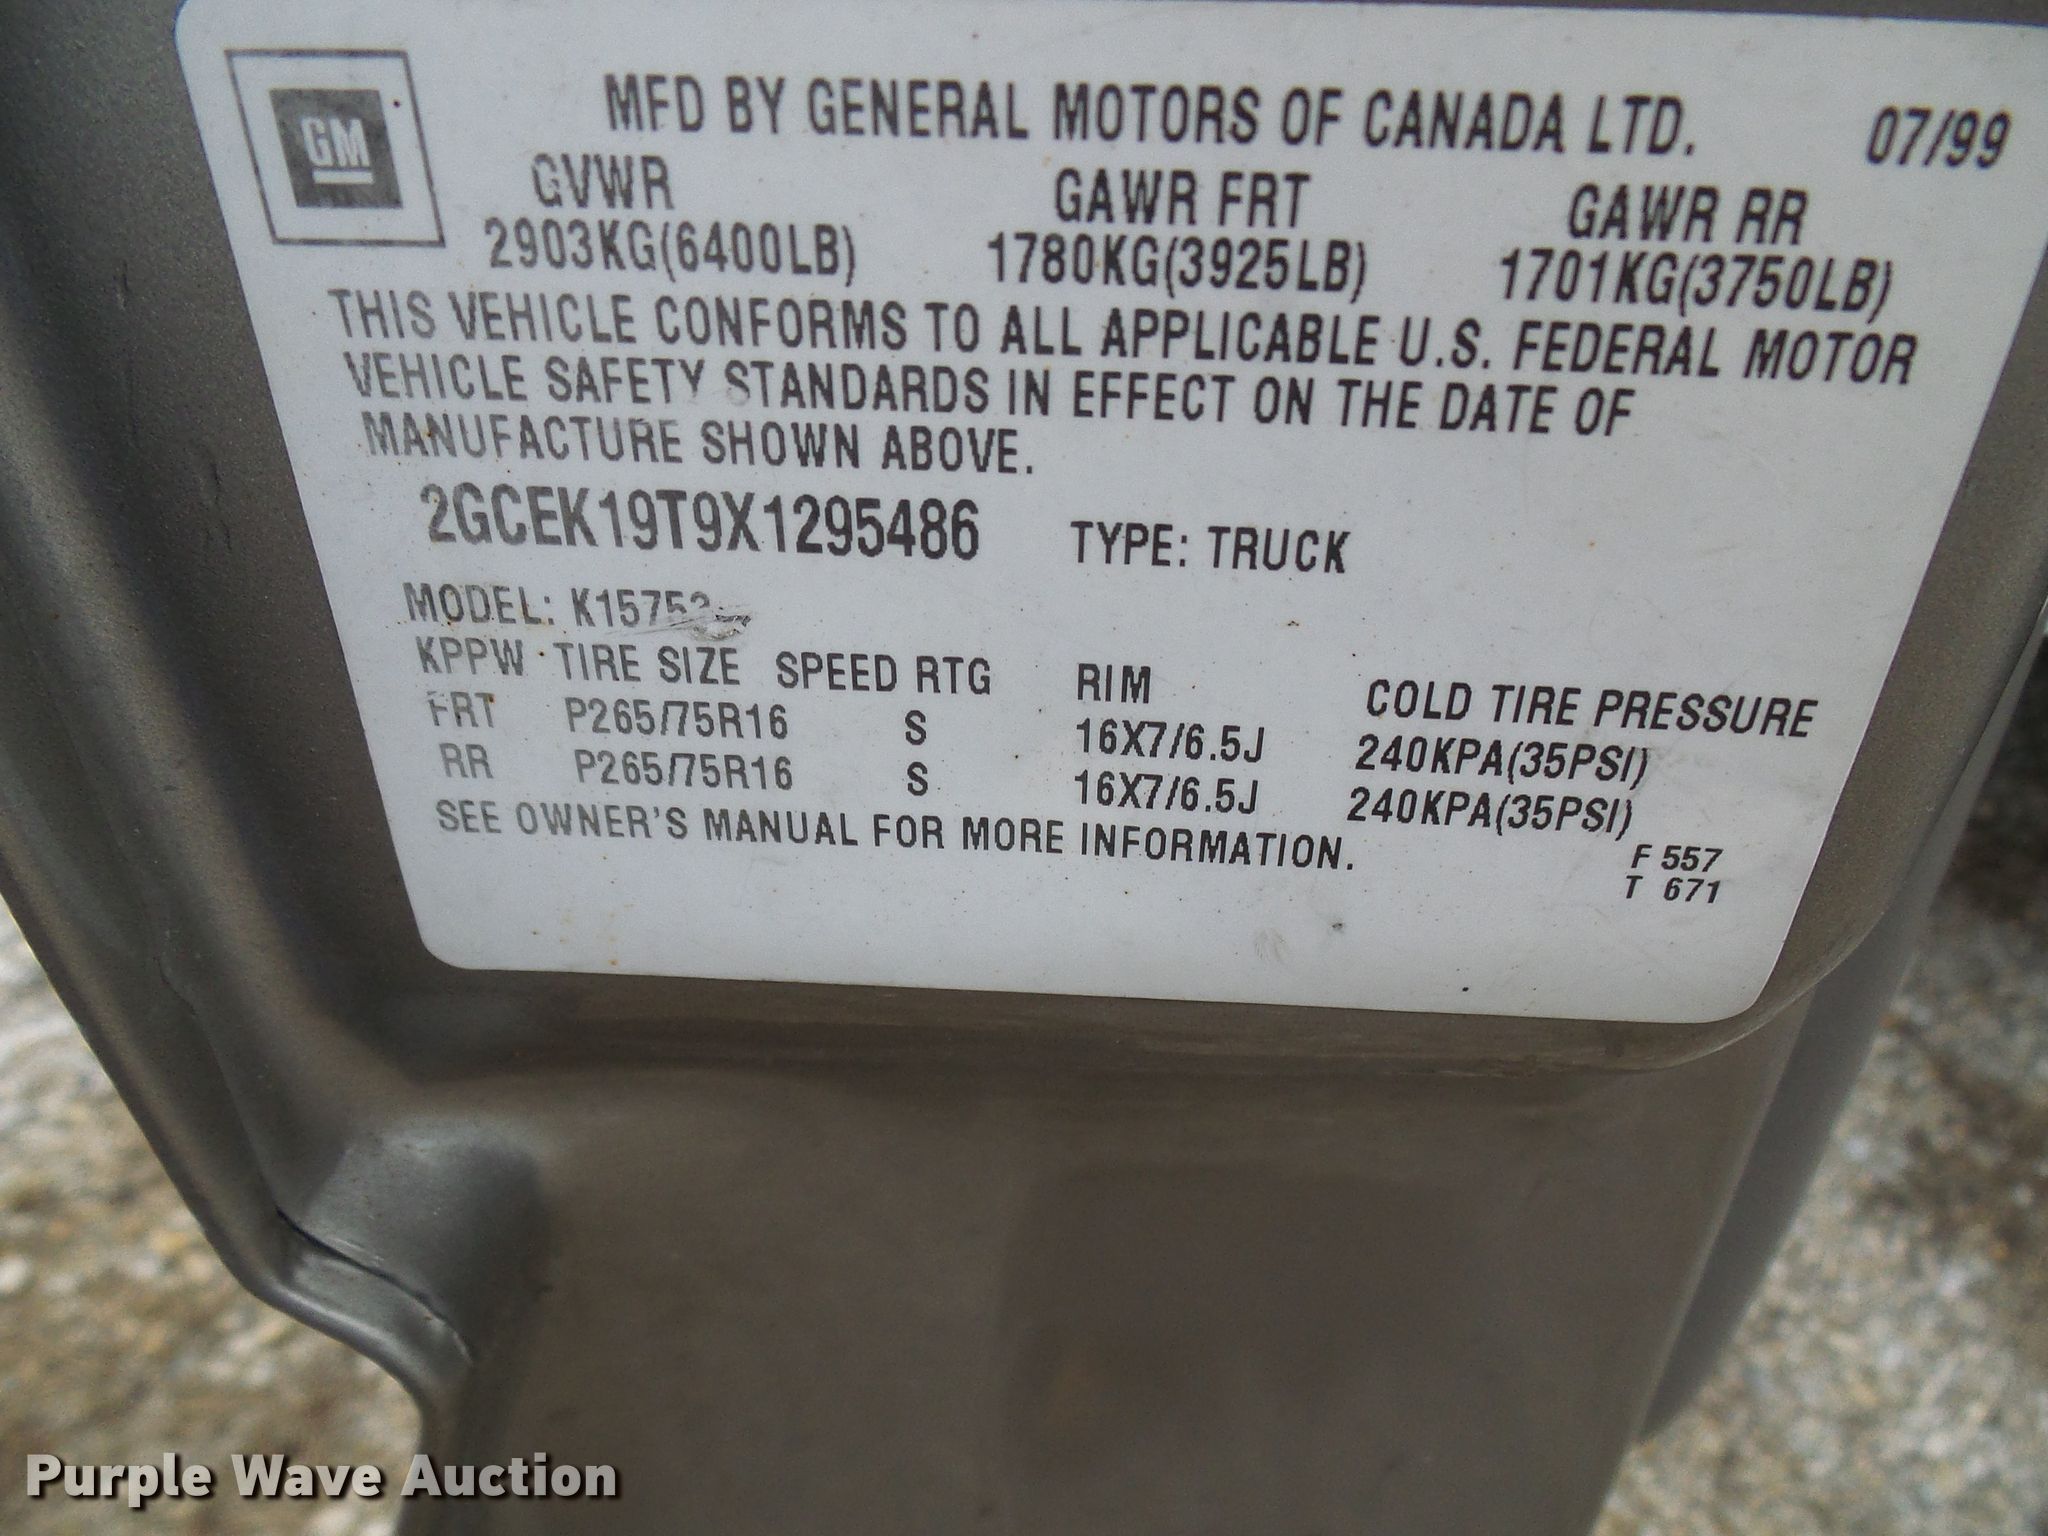 GM
MFD BY GENERAL MOTORS OF CANADA LTD. 07/99
GVWR GAWR FRT GAWR RR
2903KG(6400LB) 1780KG(3925LB) 1701KG(3750LB)
THIS VEHICLE CONFORMS TO ALL APPLICABLE U.S. FEDERAL MOTOR
VEHICLE SAFETY STANDARDS IN EFFECT ON THE DATE OF
MANUFACTURE SHOWN ABOVE.
2GCEK19T9X1295486 TYPE: TRUCK
MODEL:
KPPW TIRE SIZE SPEED RTG RIM COLD TIRE PRESSURE
FRT P265/75R16 S 16X7/6.5J 240KPA(35PSI)
RR P265/75R16 S 16X7/6.5J 240KPA(35PSI)
SEE OWNER'S MANUAL FOR MORE INFORMATION.
F 557
T 671
Purple Wave Auction